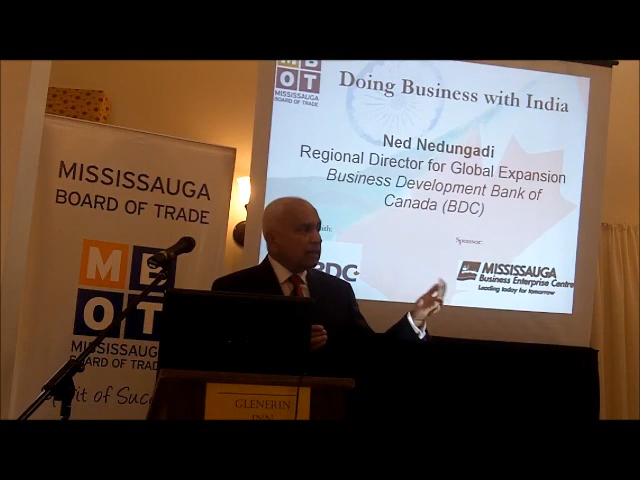 MBOT
MISSISSAUGA
BOARD OF TRADE
Doing Business with India
Ned Nedungadi
Regional Director for Global Expansion
Business Development Bank of
Canada (BDC)
Sponsor:
BDC
MISSISSAUGA
Business Enterprise Centre
Leading today for tomorrow
MISSISSAUGA
BOARD OF TRADE
MB
OT
MISSISSAUGA
BOARD OF TRADE
GLENERIN
INN